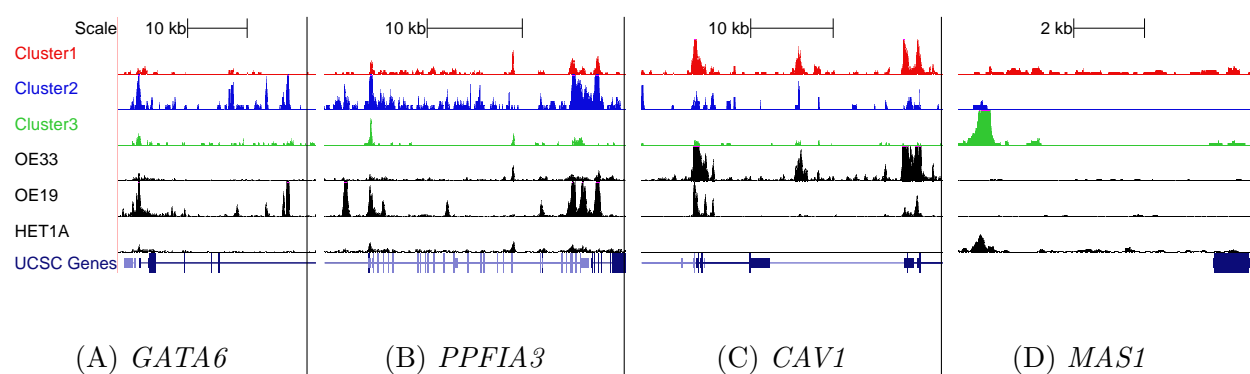 Scale 10 kb 10 kb 10 kb 2 kb
Cluster1
Cluster2
Cluster3
OE33
OE19
HET1A
UCSC Genes
(A) GATA6 (B) PPFIA3 (C) CAV1 (D) MAS1